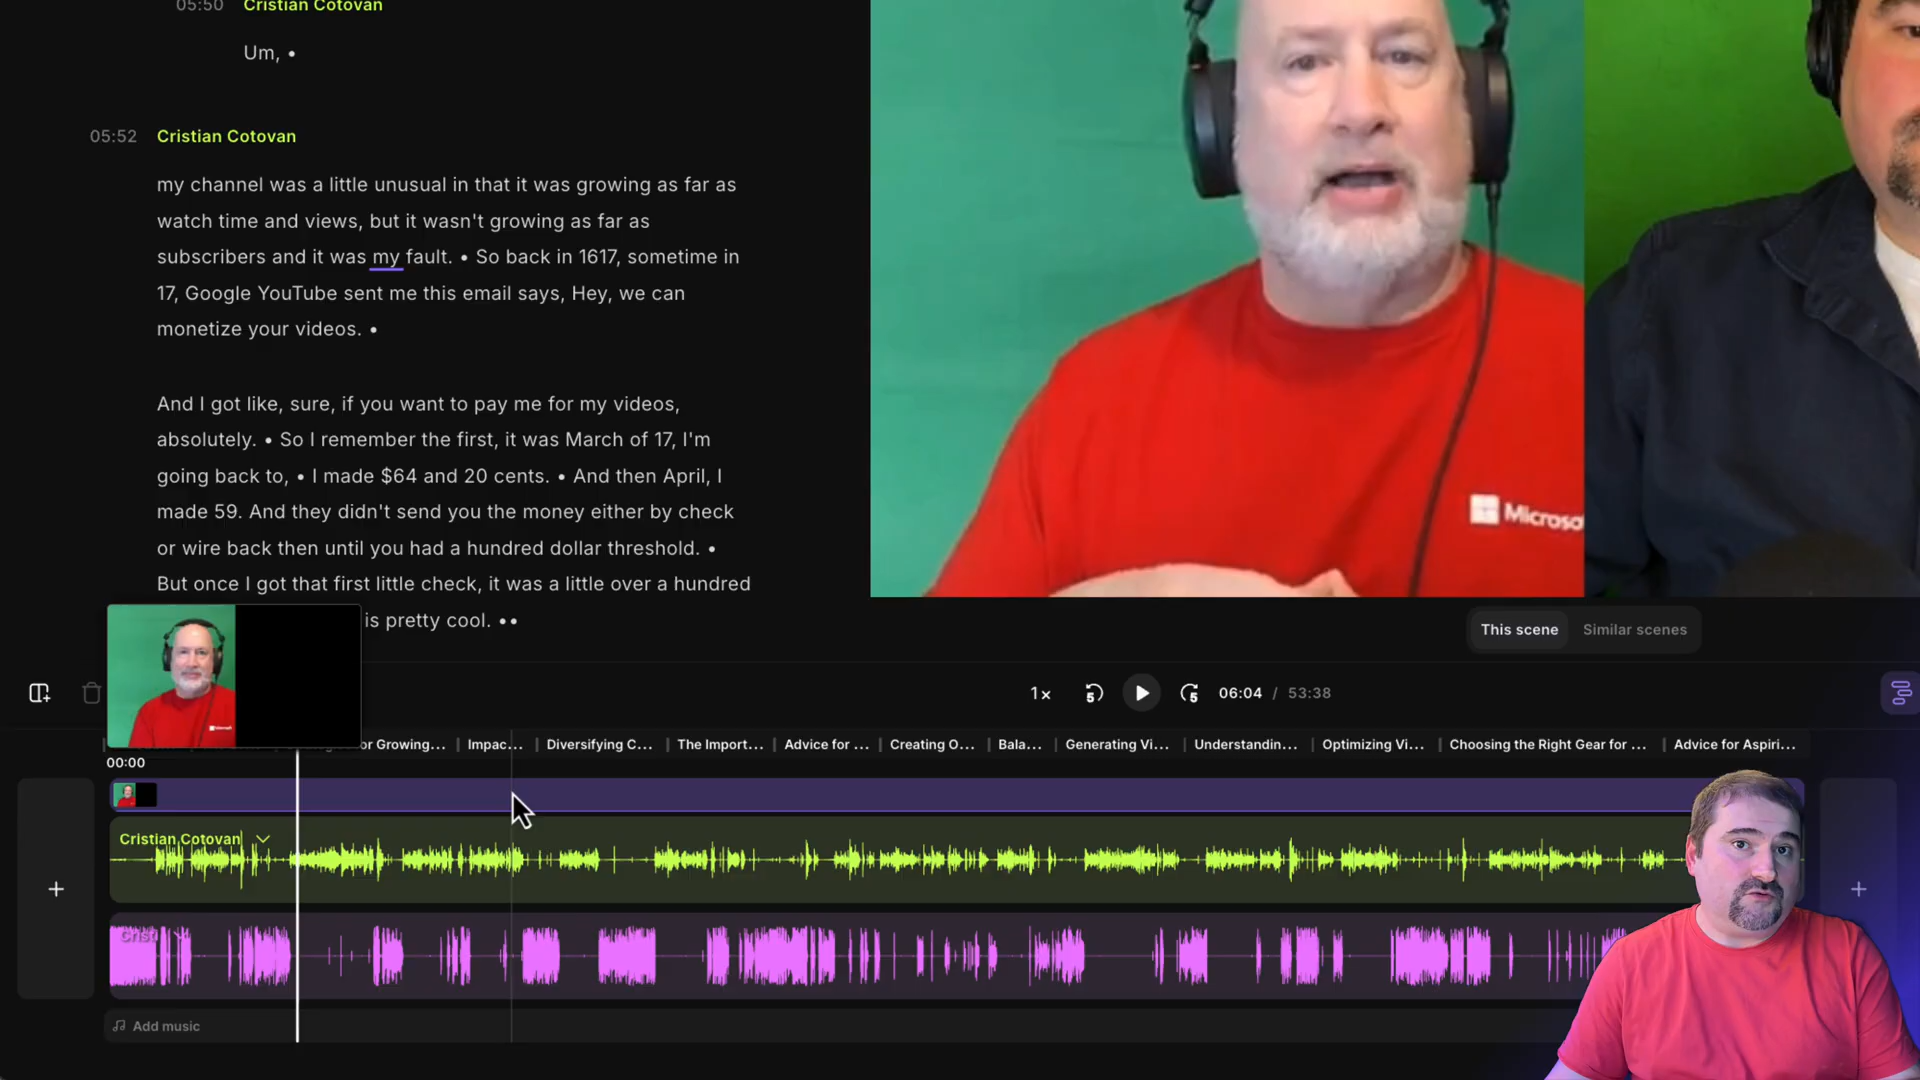 05:50 Cristian Cotovan
Um, •
05:52 Cristian Cotovan
my channel was a little unusual in that it was growing as far as
watch time and views, but it wasn't growing as far as
subscribers and it was my fault. • So back in 1617, sometime in
17, Google YouTube sent me this email says, Hey, we can
monetize your videos. •
And I got like, sure, if you want to pay me for my videos,
absolutely. • So I remember the first, it was March of 17, I'm
going back to, • I made $64 and 20 cents. • And then April, I
made 59. And they didn't send you the money either by check
or wire back then until you had a hundred dollar threshold. •
But once I got that first little check, it was a little over a hundred
is pretty cool. ••
This scene Similar scenes
1x 5 5 06:04 / 53:38
or Growing... Impac... Diversifying C... The Import... Advice for ... Creating O... Bala... Generating Vi... Understandin... Optimizing Vi... Choosing the Right Gear for ... Advice for Aspiri...
00:00
Cristian Cotovan
Cristi
Add music